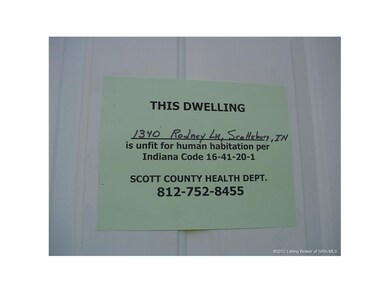 THIS DWELLING
1340 Rodney Ln, Scottsburg, IN
is unfit for human habitation per
Indiana Code 16-41-20-1
SCOTT COUNTY HEALTH DEPT.
812-752-8455